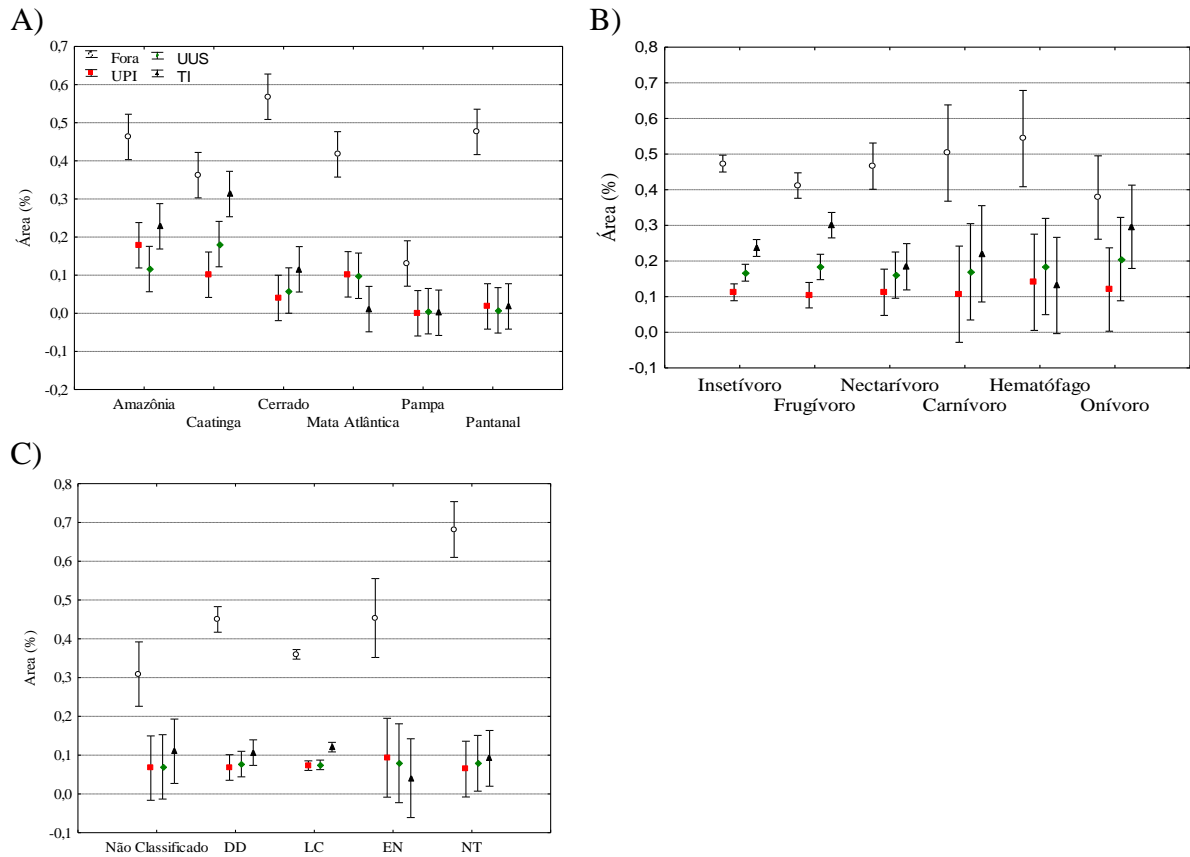 A)
0,7
0,6
0,5
0,4
0,3
0,2
0,1
0,0
-0,1
-0,2
Área (%)
Fora
UUS
UPI
TI
Amazônia
Caatinga
Cerrado
Mata Atlântica
Pampa
Pantanal
B)
0,8
0,7
0,6
0,5
0,4
0,3
0,2
0,1
0,0
-0,1
Área (%)
Insetívoro
Frugívoro
Nectarívoro
Carnívoro
Hematófago
Onívoro
C)
0,8
0,7
0,6
0,5
0,4
0,3
0,2
0,1
0,0
-0,1
Area (%)
Não Classificado
DD
LC
EN
NT